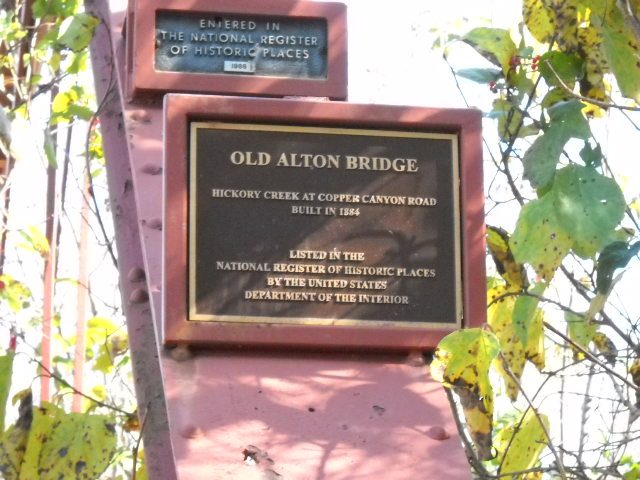 ENTERED IN
THE NATIONAL REGISTER
OF HISTORIC PLACES
1988
OLD ALTON BRIDGE
HICKORY CREEK AT COPPER CANYON ROAD
BUILT IN 1884
LISTED IN THE
NATIONAL REGISTER OF HISTORIC PLACES
BY THE UNITED STATES
DEPARTMENT OF THE INTERIOR